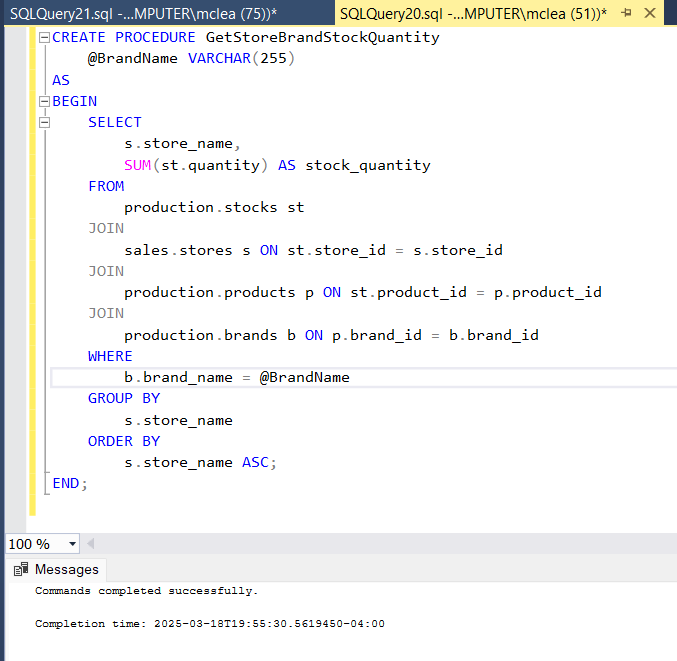 SQLQuery21.sql -...MPUTER\mclea (75))*
SQLQuery20.sql -...MPUTER\mclea (51))*
CREATE PROCEDURE GetStoreBrandStockQuantity
@BrandName VARCHAR(255)
AS
BEGIN
SELECT
s.store_name,
SUM(st.quantity) AS stock_quantity
FROM
production.stocks st
JOIN
sales.stores s ON st.store_id = s.store_id
JOIN
production.products p ON st.product_id = p.product_id
JOIN
production.brands b ON p.brand_id = b.brand_id
WHERE
b.brand_name = @BrandName
GROUP BY
s.store_name
ORDER BY
s.store_name ASC;
END;
100 %
Messages
Commands completed successfully.
Completion time: 2025-03-18T19:55:30.5619450-04:00